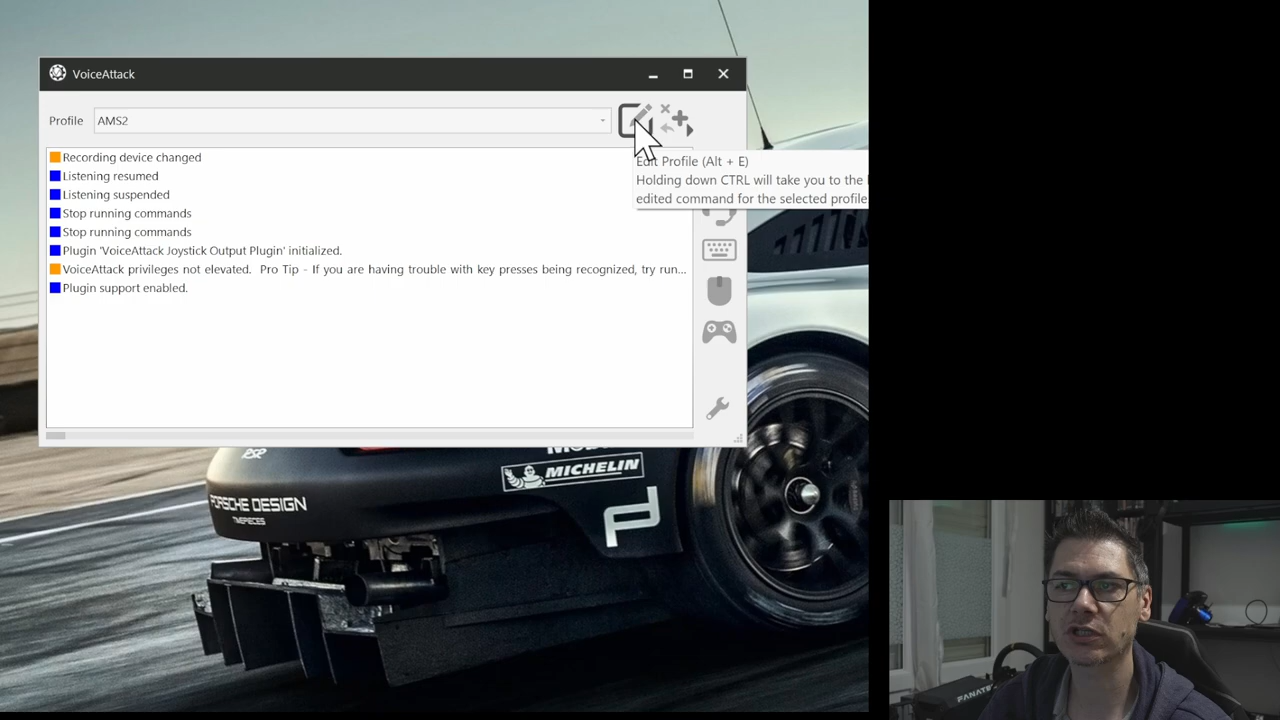 VoiceAttack
Profile
AMS2
Recording device changed
Listening resumed
Listening suspended
Stop running commands
Stop running commands
Plugin 'VoiceAttack Joystick Output Plugin' initialized.
VoiceAttack privileges not elevated.  Pro Tip - If you are having trouble with key presses being recognized, try run...
Plugin support enabled.
Edit Profile (Alt + E)
Holding down CTRL will take you to the
edited command for the selected profile
MICHELIN
PORSCHE DESIGN
TIMEPIECES
FANATEC